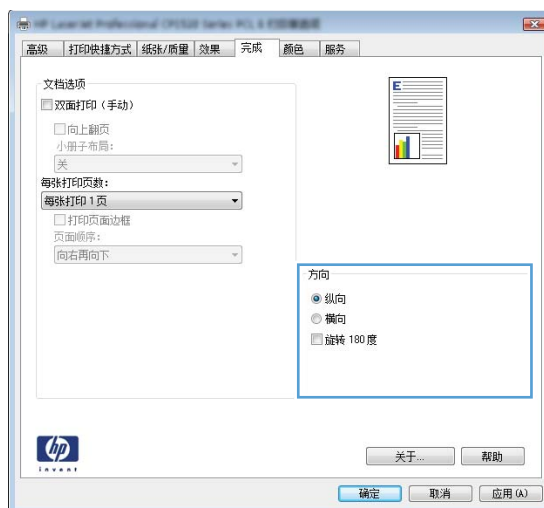 高级 打印快捷方式 纸张/质量 效果 完成 颜色 服务
文档选项
双面打印(手动)
向上翻页
小册子布局:
关
每张打印页数:
每张打印 1 页
打印页面边框
页面顺序:
向右再向下
E
方向
纵向
横向
旋转 180 度
hp
invent
关于... 帮助
确定 取消 应用(A)